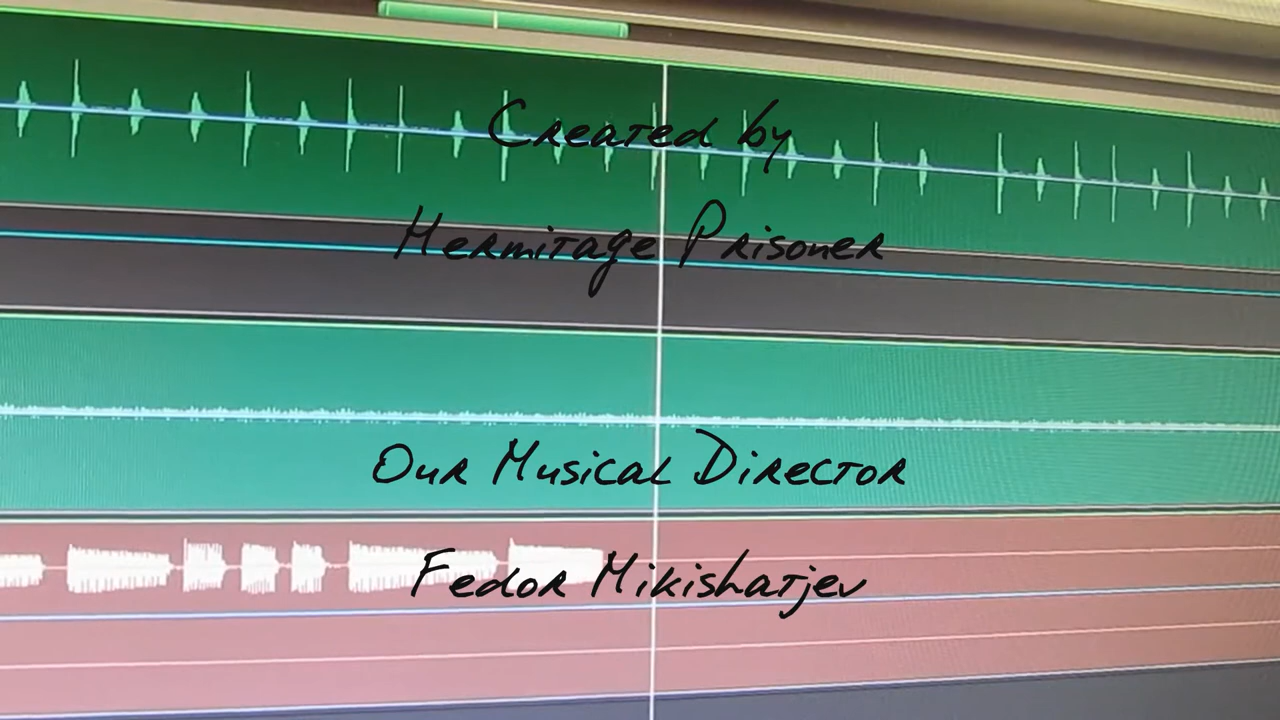 Created by
Hermitage Prisoner
Our Musical Director
Fedor Mikishatjev